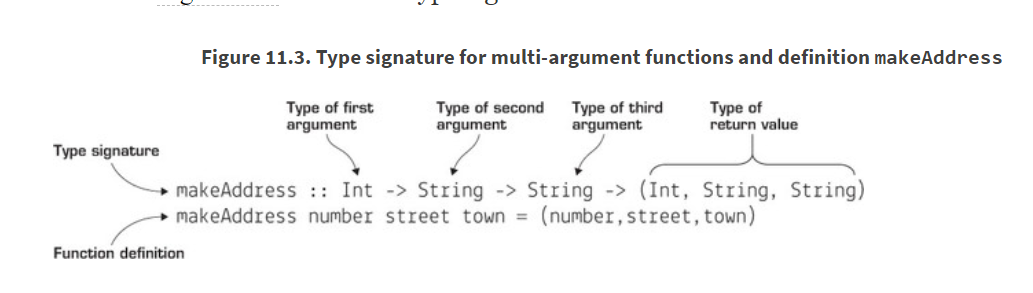 Figure 11.3. Type signature for multi-argument functions and definition makeAddress
Type of first
argument
Type of second
argument
Type of third
argument
Type of
return value
Type signature
makeAddress :: Int -> String -> String -> (Int, String, String)
makeAddress number street town = (number,street,town)
Function definition